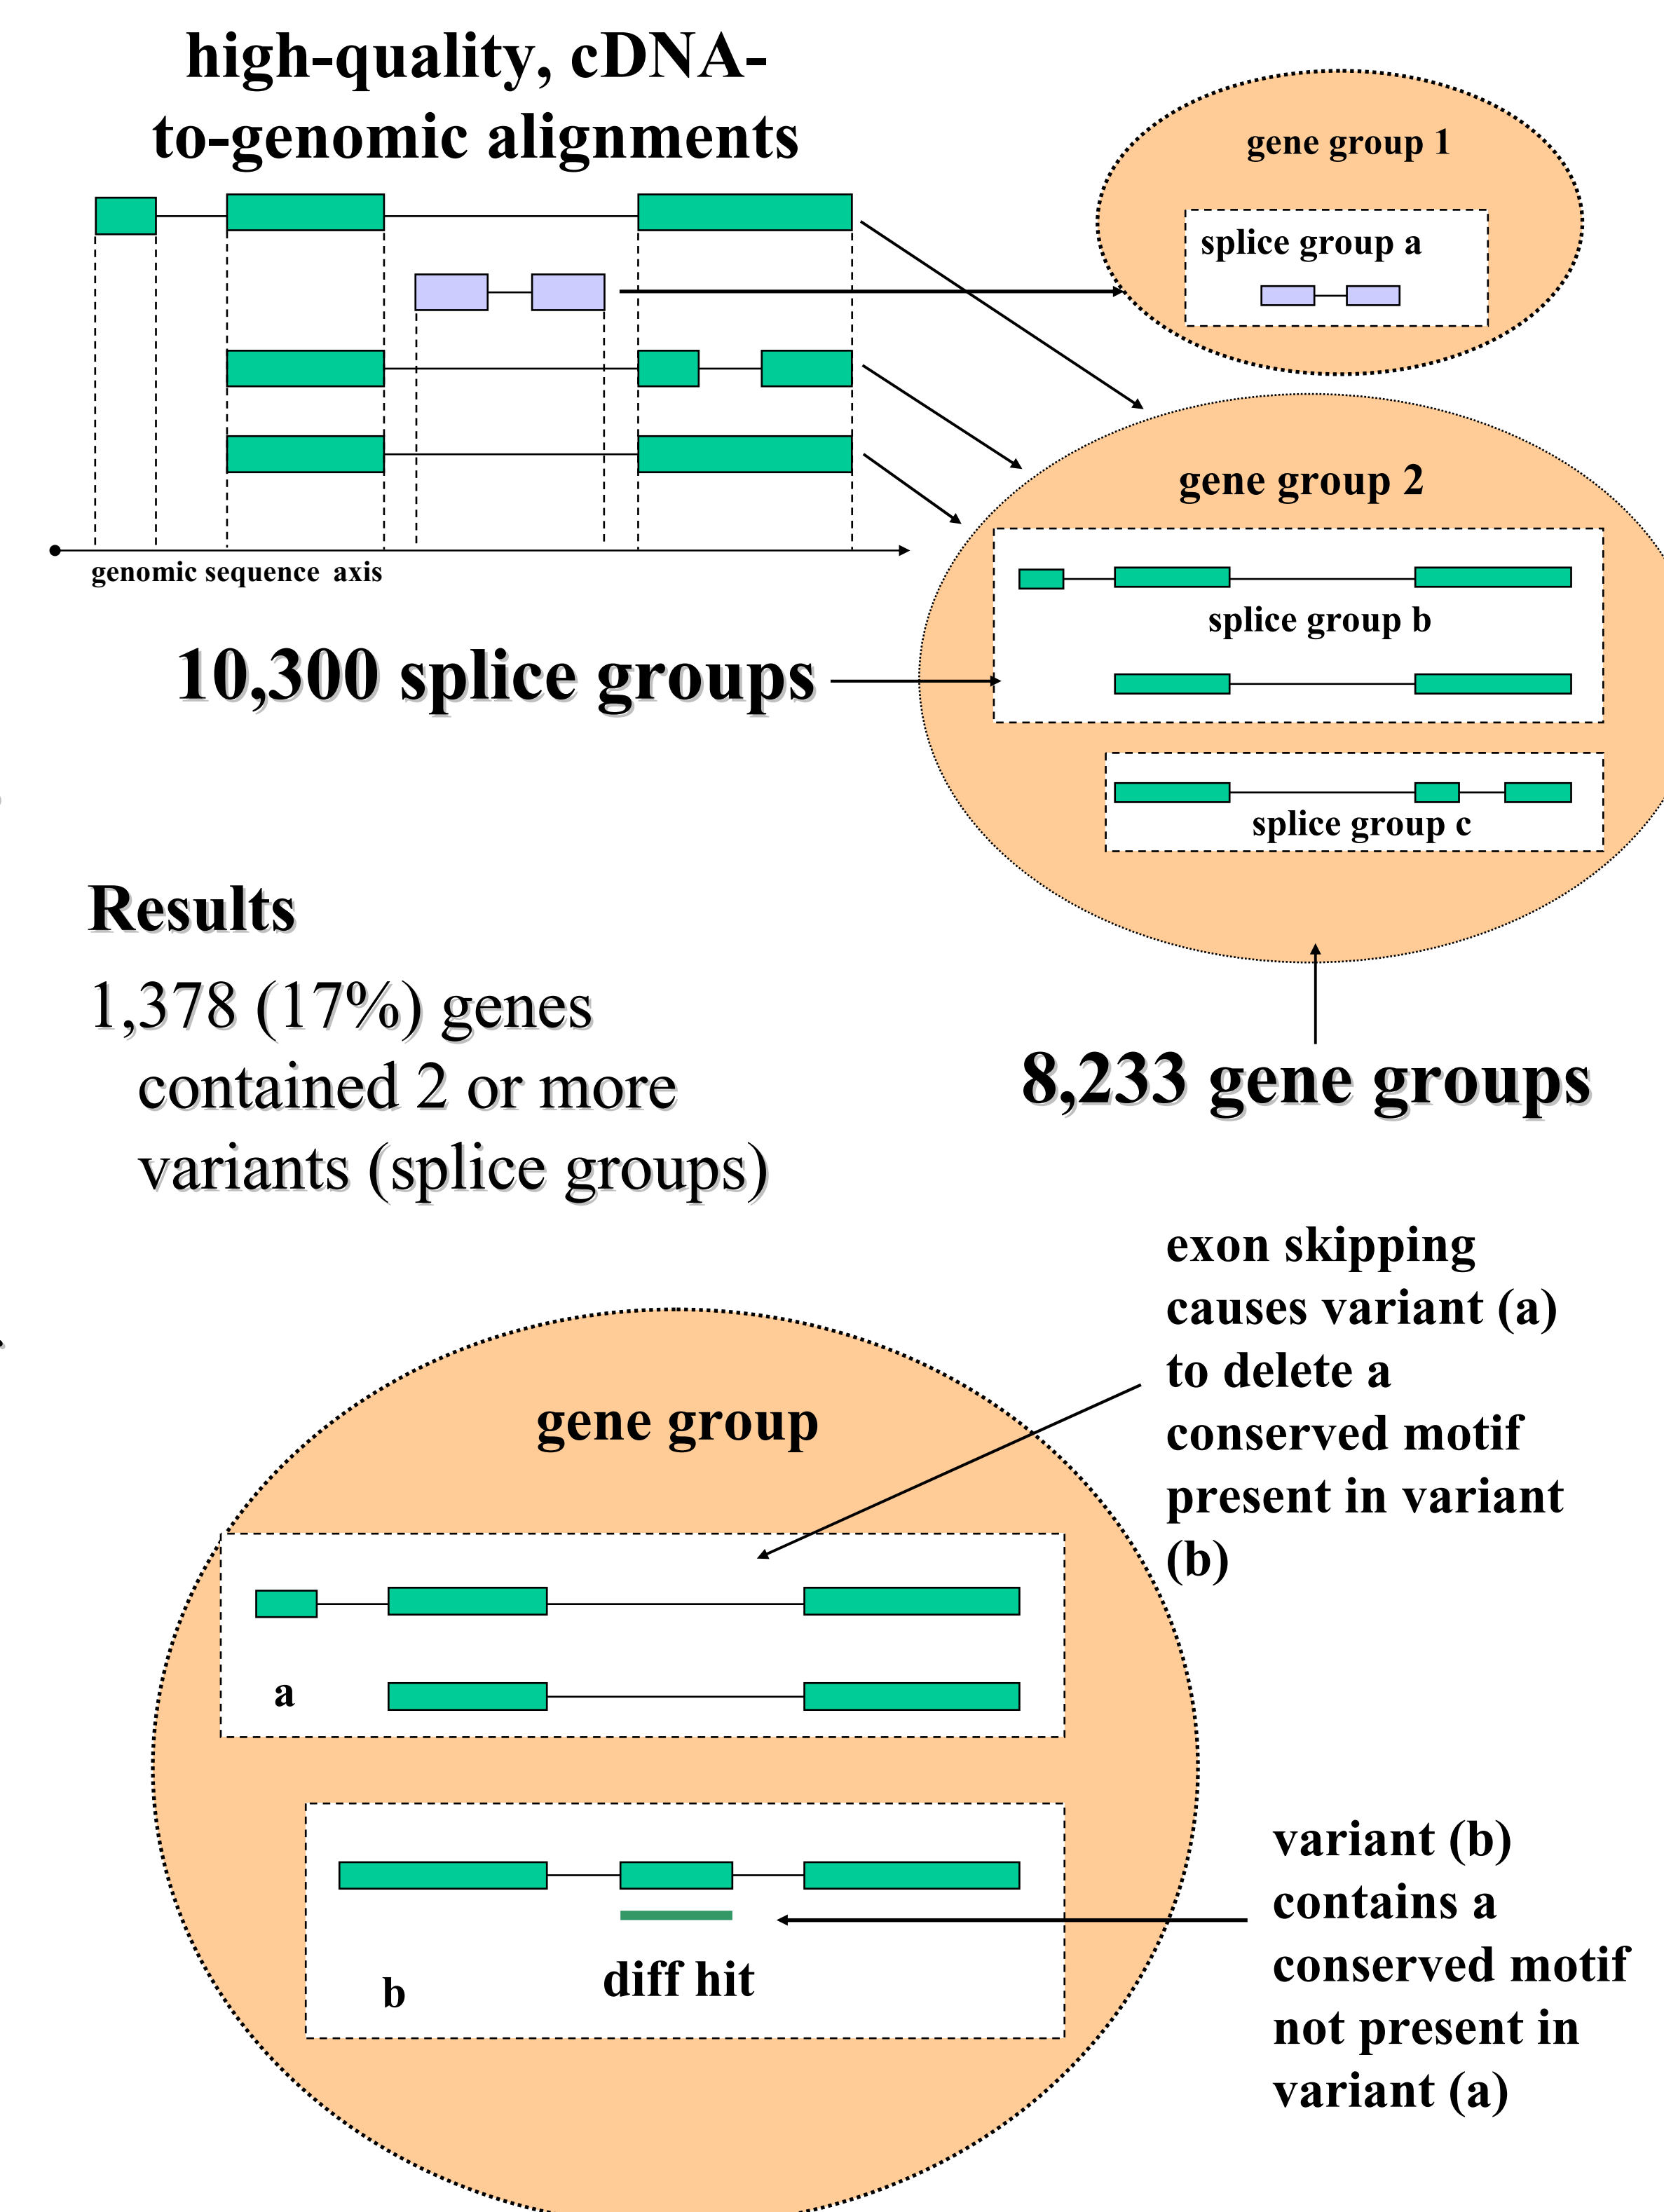 high-quality, cDNA-
to-genomic alignments
gene group 1
splice group a
gene group 2
splice group b
splice group c
genomic sequence axis
10,300 splice groups
8,233 gene groups
Results
1,378 (17%) genes
contained 2 or more
variants (splice groups)
exon skipping
causes variant (a)
to delete a
conserved motif
present in variant
(b)
gene group
a
b
diff hit
variant (b)
contains a
conserved motif
not present in
variant (a)